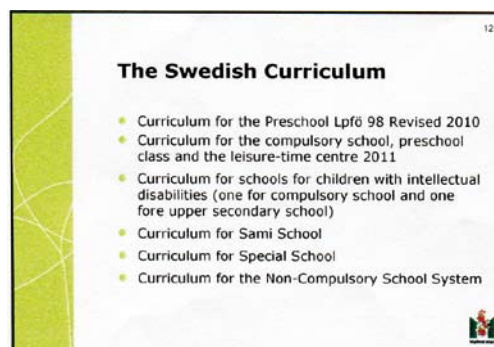 12
The Swedish Curriculum
Curriculum for the Preschool Lpfö 98 Revised 2010
Curriculum for the compulsory school, preschool
class and the leisure-time centre 2011
Curriculum for schools for children with intellectual
disabilities (one for compulsory school and one
fore upper secondary school)
Curriculum for Sami School
Curriculum for Special School
Curriculum for the Non-Compulsory School System